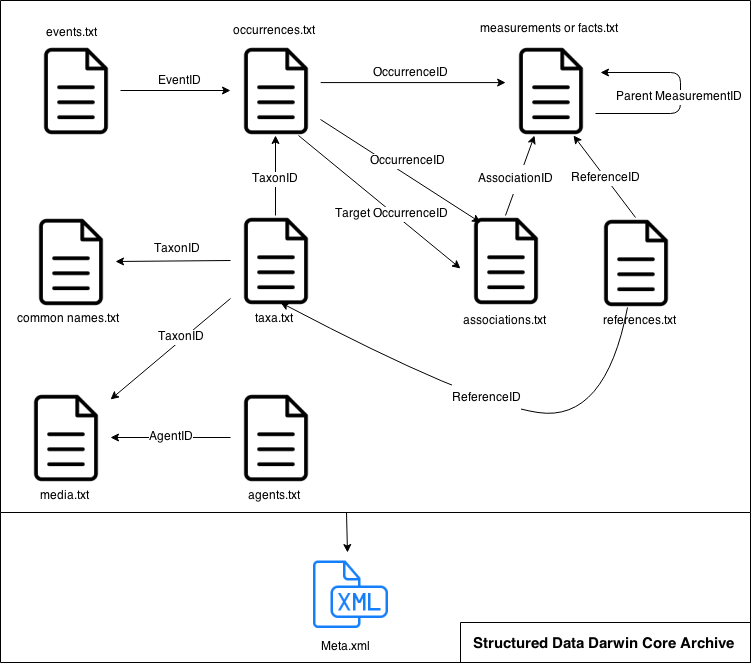 events.txt
occurrences.txt
measurements or facts.txt
EventID
OccurrenceID
Parent MeasurementID
OccurrenceID
TaxonID
AssociationID
ReferenceID
Target OccurrenceID
TaxonID
common names.txt
taxa.txt
associations.txt
references.txt
TaxonID
ReferenceID
AgentID
media.txt
agents.txt
XML
Meta.xml
Structured Data Darwin Core Archive